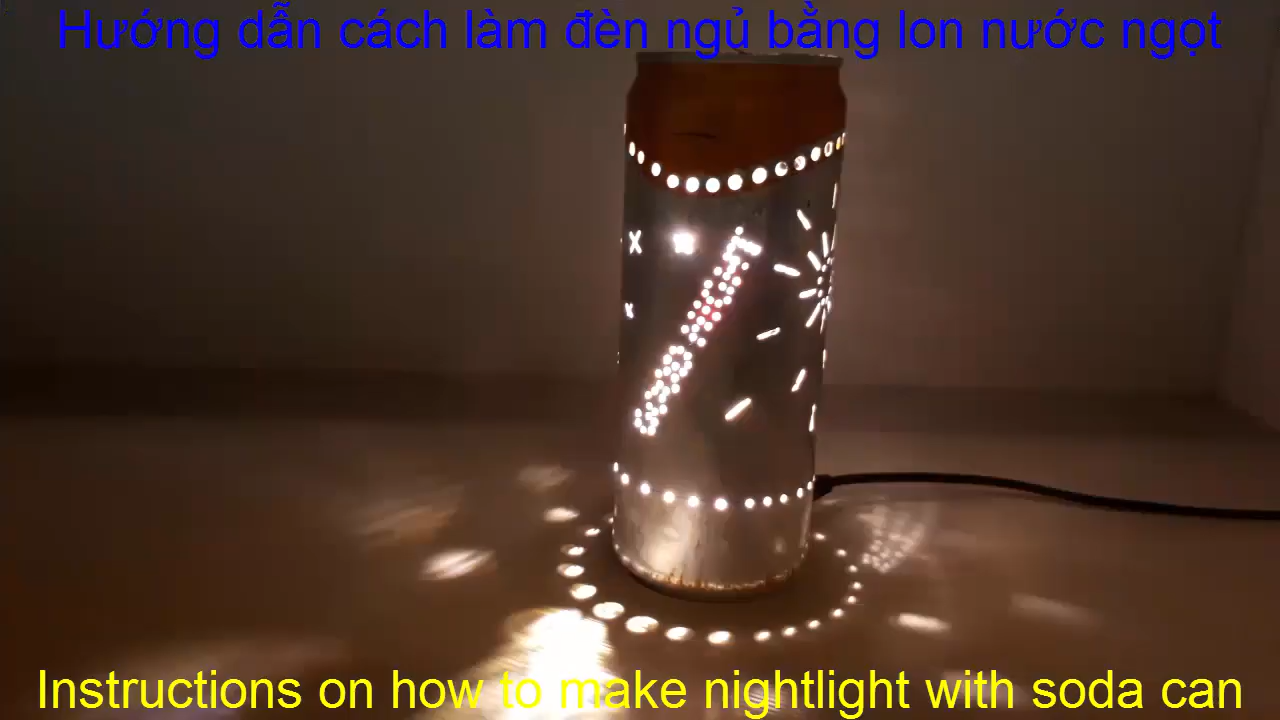 Hướng dẫn cách làm đèn ngủ bằng lon nước ngọt
Instructions on how to make nightlight with soda can